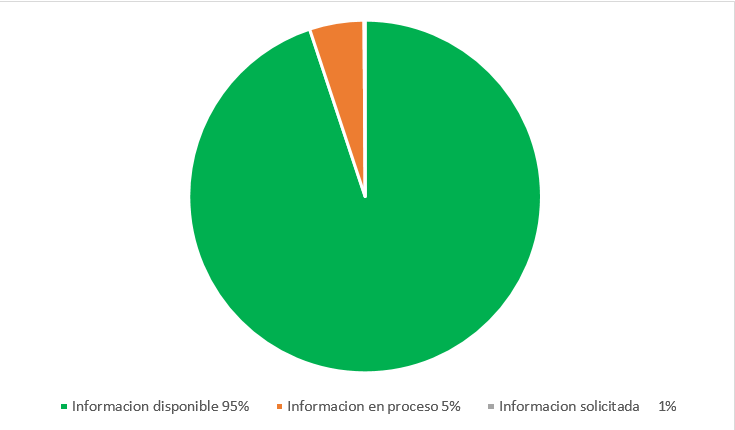 Informacion disponible 95% Informacion en proceso 5% Informacion solicitada 1%